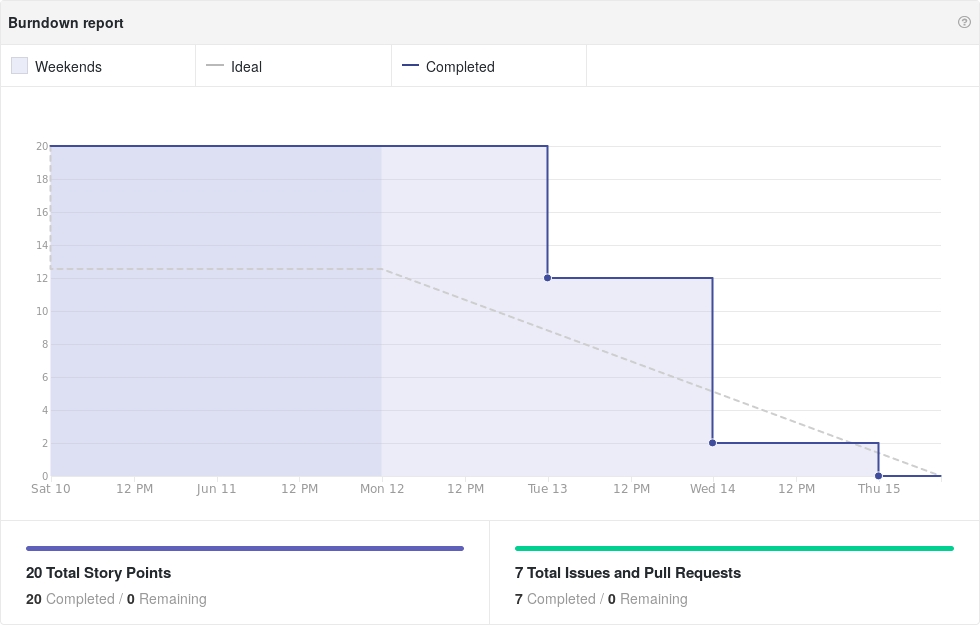 Burndown report
Weekends
Ideal
Completed
20
18
16
14
12
10
8
6
4
2
0
Sat 10 12 PM Jun 11 12 PM Mon 12 12 PM Tue 13 12 PM Wed 14 12 PM Thu 15
20 Total Story Points
20 Completed / 0 Remaining
7 Total Issues and Pull Requests
7 Completed / 0 Remaining